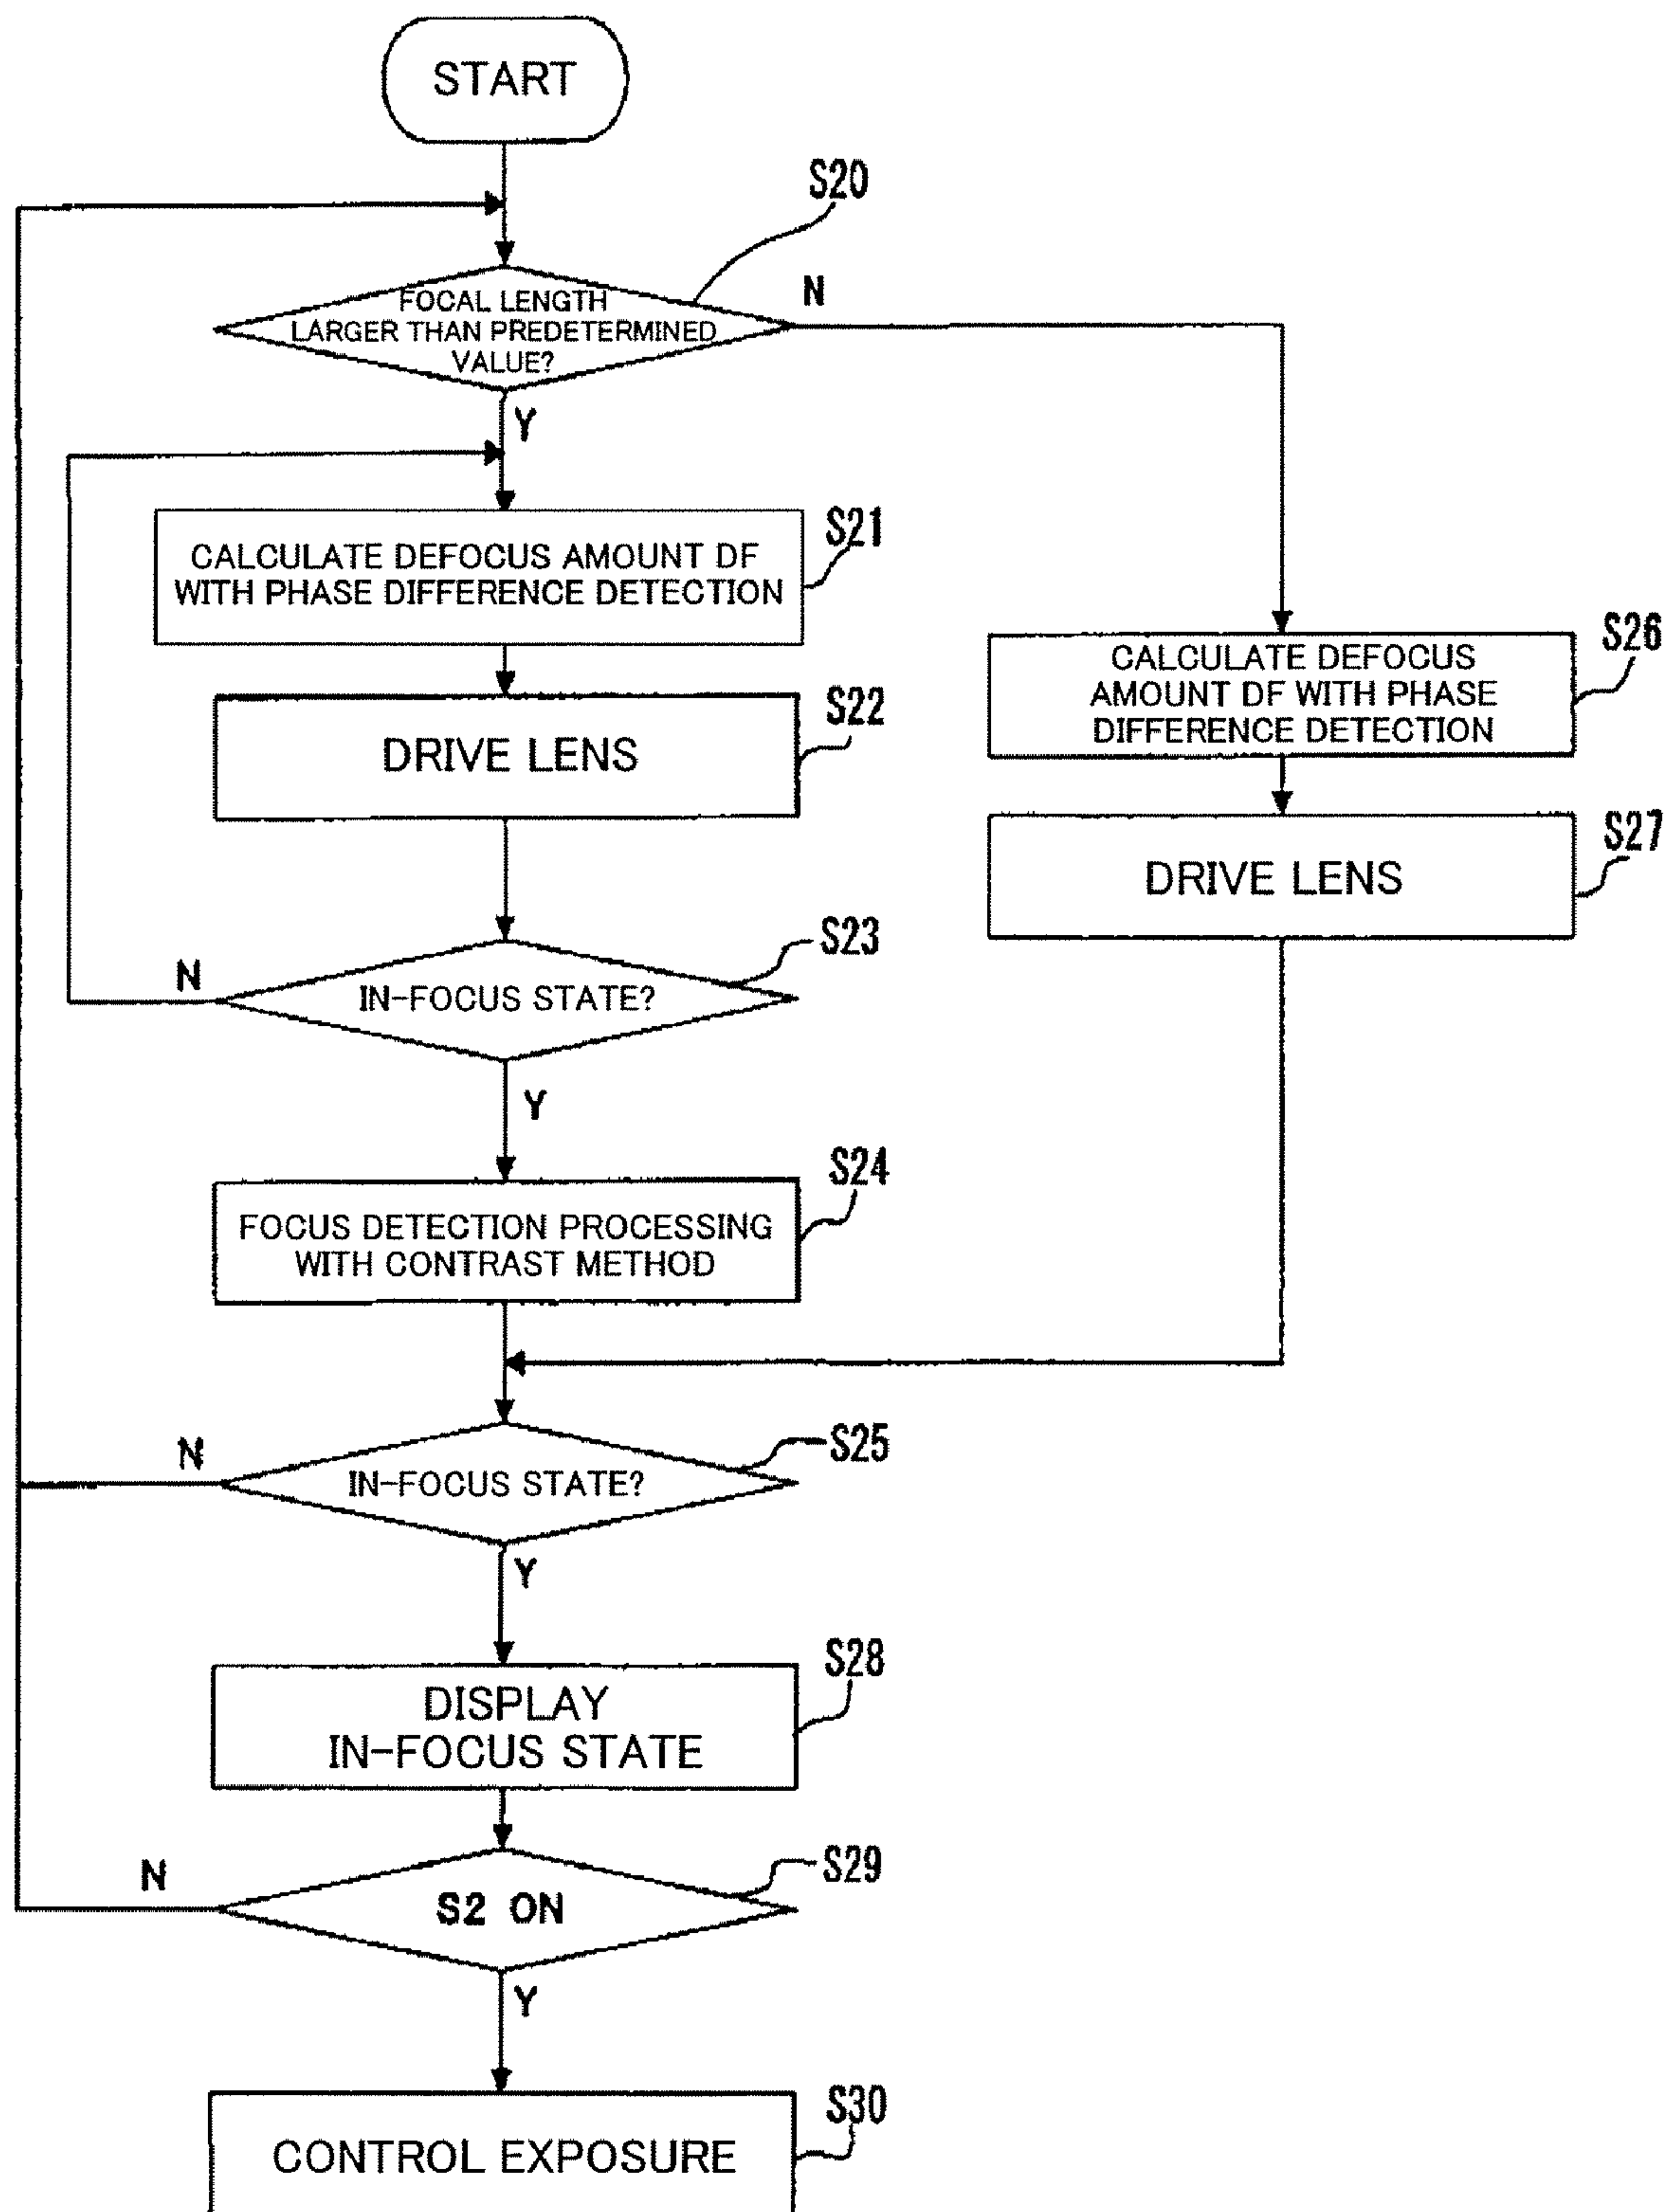 START
S20
FOCAL LENGTH
LARGER THAN PREDETERMINED
VALUE?
N
Y
S21
CALCULATE DEFOCUS AMOUNT DF
WITH PHASE DIFFERENCE DETECTION
S26
CALCULATE DEFOCUS
AMOUNT DF WITH PHASE
DIFFERENCE DETECTION
S22
DRIVE LENS
S27
DRIVE LENS
S23
N
IN-FOCUS STATE?
Y
S24
FOCUS DETECTION PROCESSING
WITH CONTRAST METHOD
S25
N
IN-FOCUS STATE?
Y
S28
DISPLAY
IN-FOCUS STATE
S29
N
S2 ON
Y
S30
CONTROL EXPOSURE